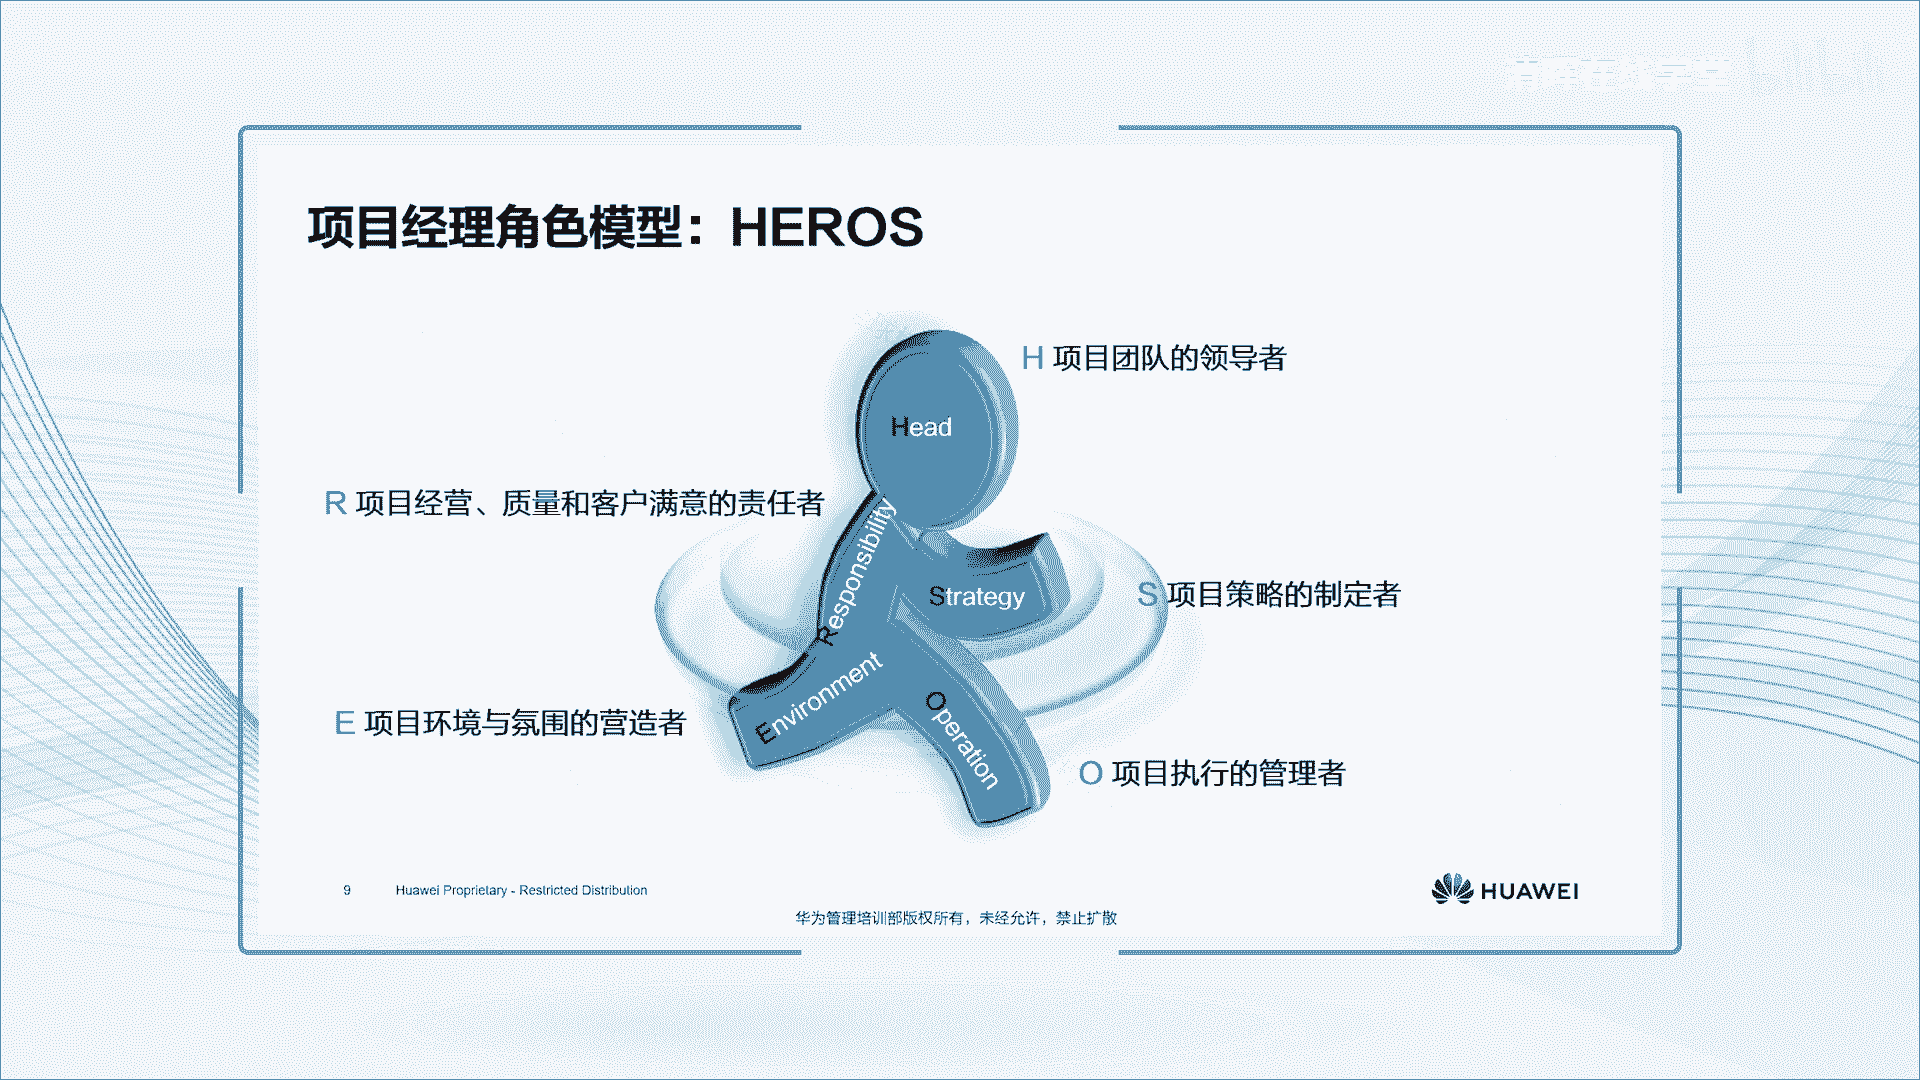 项目经理角色模型：HEROS
H 项目团队的领导者
Head
R 项目经营、质量和客户满意的责任者
Responsibility
Strategy
S 项目策略的制定者
E 项目环境与氛围的营造者
Environment
Operation
O 项目执行的管理者
9 Huawei Proprietary - Restricted Distribution
HUAWEI
华为管理培训部版权所有，未经允许，禁止扩散